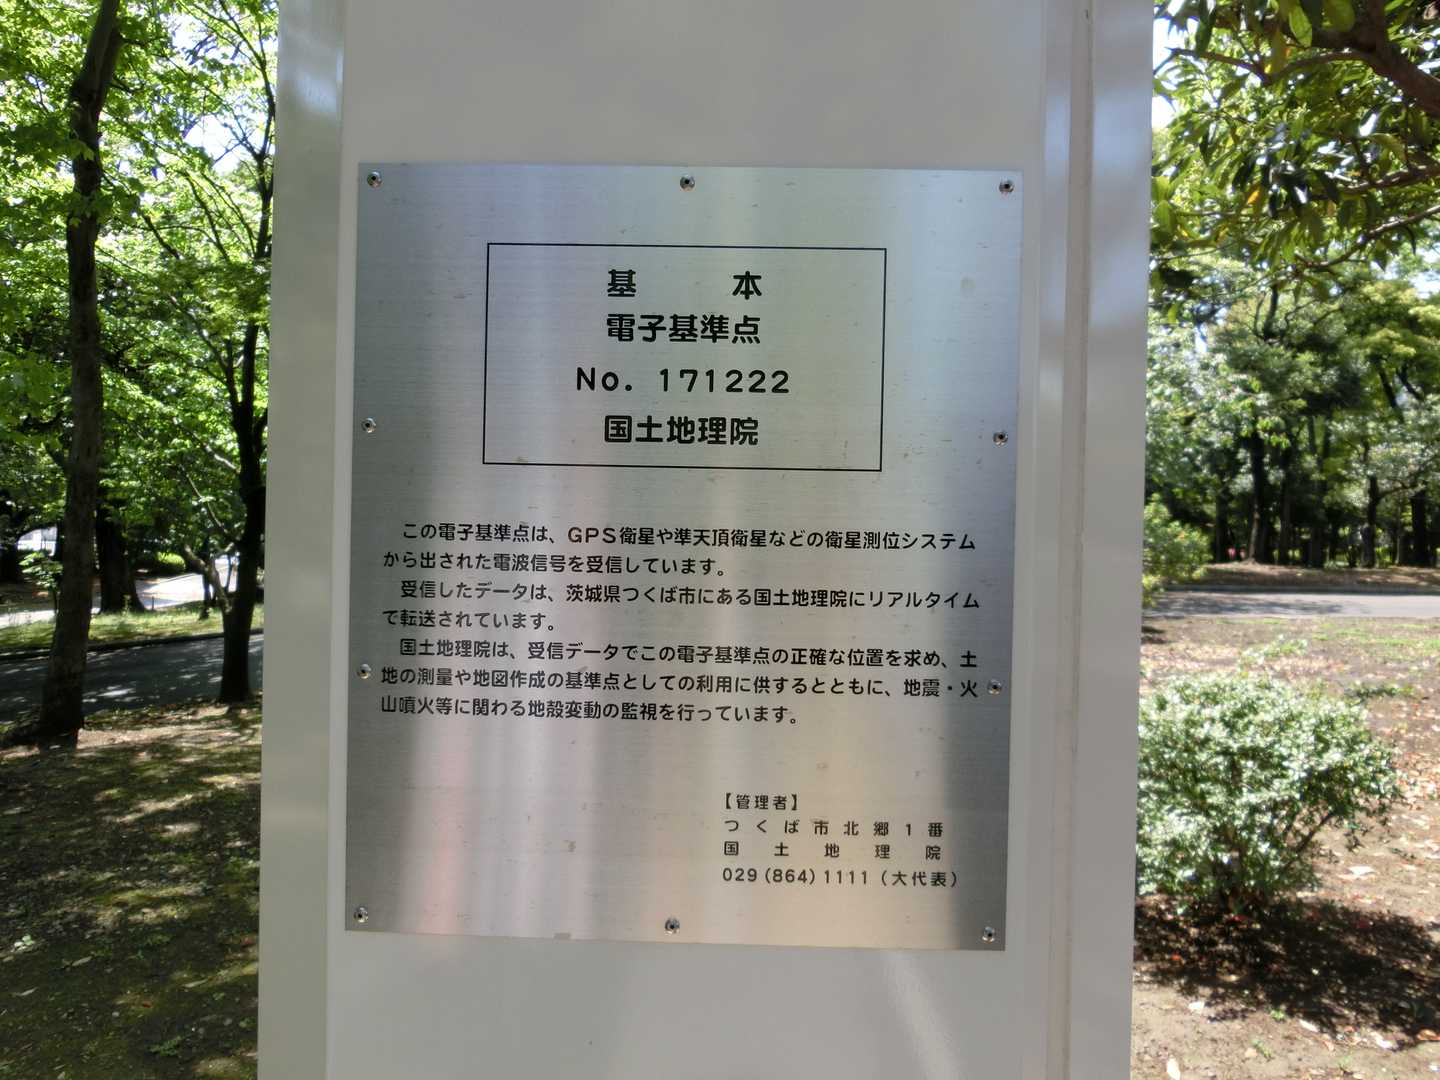 基　本
電子基準点
No. 171222
国土地理院
この電子基準点は、GPS衛星や準天頂衛星などの衛星測位システム
から出された電波信号を受信しています。
受信したデータは、茨城県つくば市にある国土地理院にリアルタイム
で転送されています。
国土地理院は、受信データでこの電子基準点の正確な位置を求め、土
地の測量や地図作成の基準点としての利用に供するとともに、地震・火
山噴火等に関わる地殻変動の監視を行っています。
【管理者】
つくば市北郷1番
国土地理院
029(864)1111(大代表)